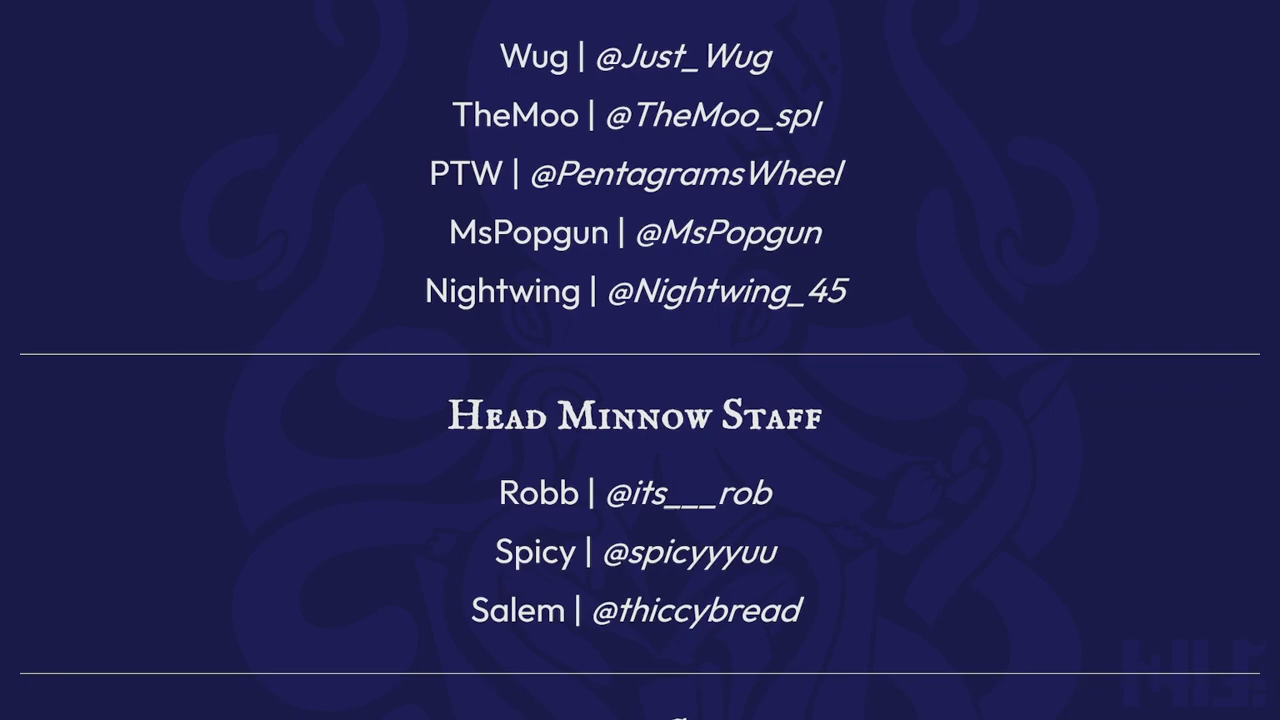 Wug | @Just_Wug
TheMoo | @TheMoo_spl
PTW | @PentagramsWheel
MsPopgun | @MsPopgun
Nightwing | @Nightwing_45
Head Minnow Staff
Robb | @its___rob
Spicy | @spicyyyuu
Salem | @thiccybread